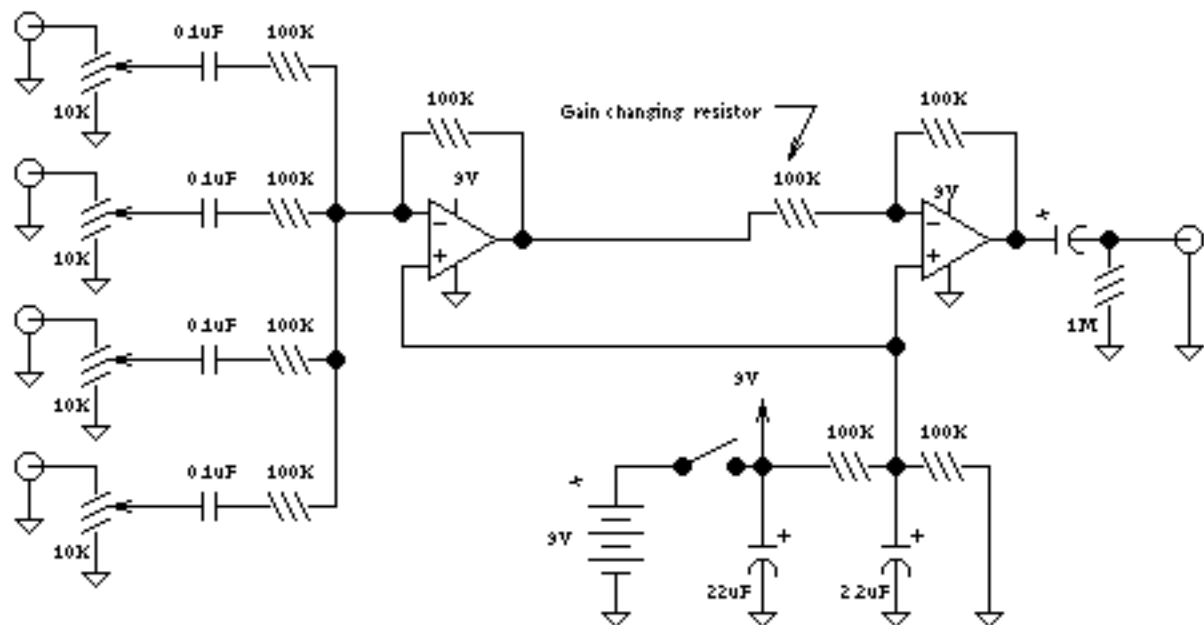 0.1uF 100K
10K
100K
Gain changing resistor
100K
0.1uF 100K
9V
100K
9V
+
-
-
10K
+
+
0.1uF 100K
1M
10K
9V
100K 100K
0.1uF 100K
+
9V
+
+
10K
22uF
2.2uF